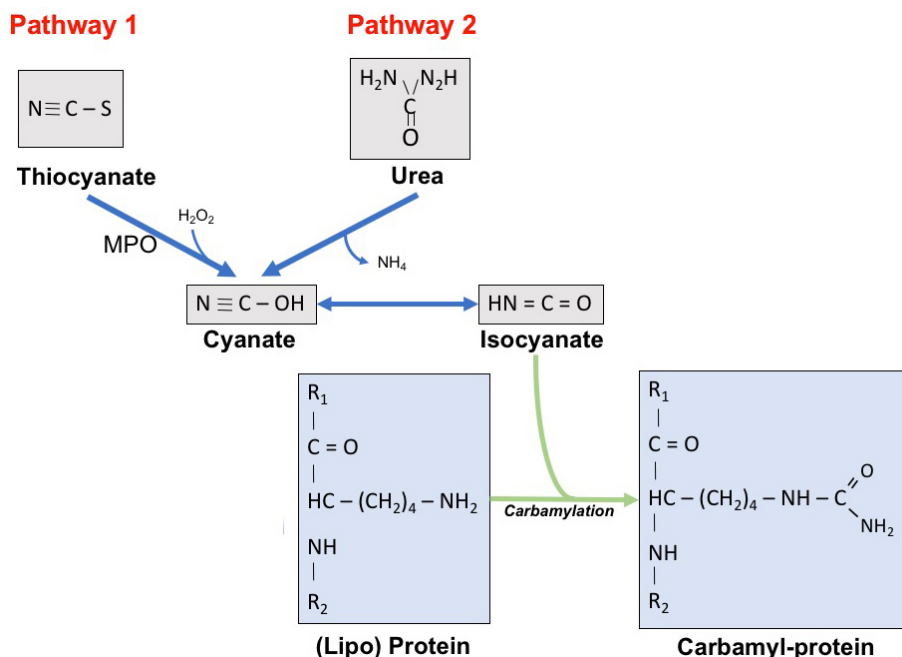 Pathway 1
Pathway 2
N≡C – S
H₂N N₂H
C
O
Thiocyanate
Urea
H₂O₂
MPO
NH₄
N ≡ C – OH
HN = C = O
Cyanate
Isocyanate
R₁
C = O
HC – (CH₂)₄ – NH₂
NH
R₂
Carbamylation
R₁
C = O
O
HC – (CH₂)₄ – NH – C
NH₂
NH
R₂
(Lipo) Protein
Carbamyl-protein